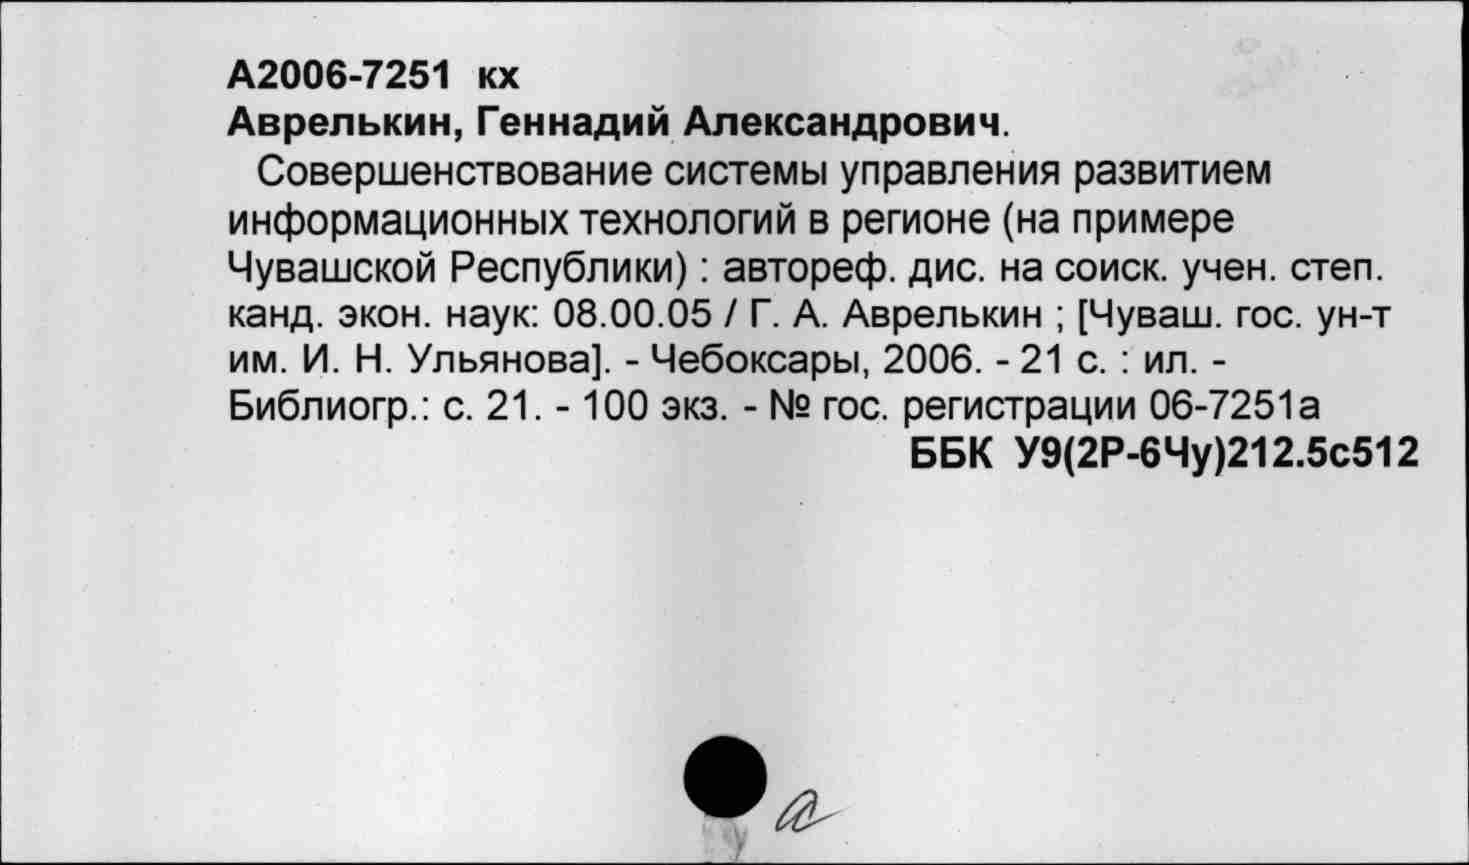 А2006-7251 кх
Аврелькин, Геннадий Александрович.
Совершенствование системы управления развитием
информационных технологий в регионе (на примере
Чувашской Республики) : автореф. дис. на соиск. учен. степ.
канд. экон. наук: 08.00.05 / Г. А. Аврелькин ; [Чуваш. гос. ун-т
им. И. Н. Ульянова]. - Чебоксары, 2006. - 21 с. : ил. -
Библиогр.: с. 21. - 100 экз. - № гос. регистрации 06-7251а
ББК У9(2Р-6Чу)212.5с512
а